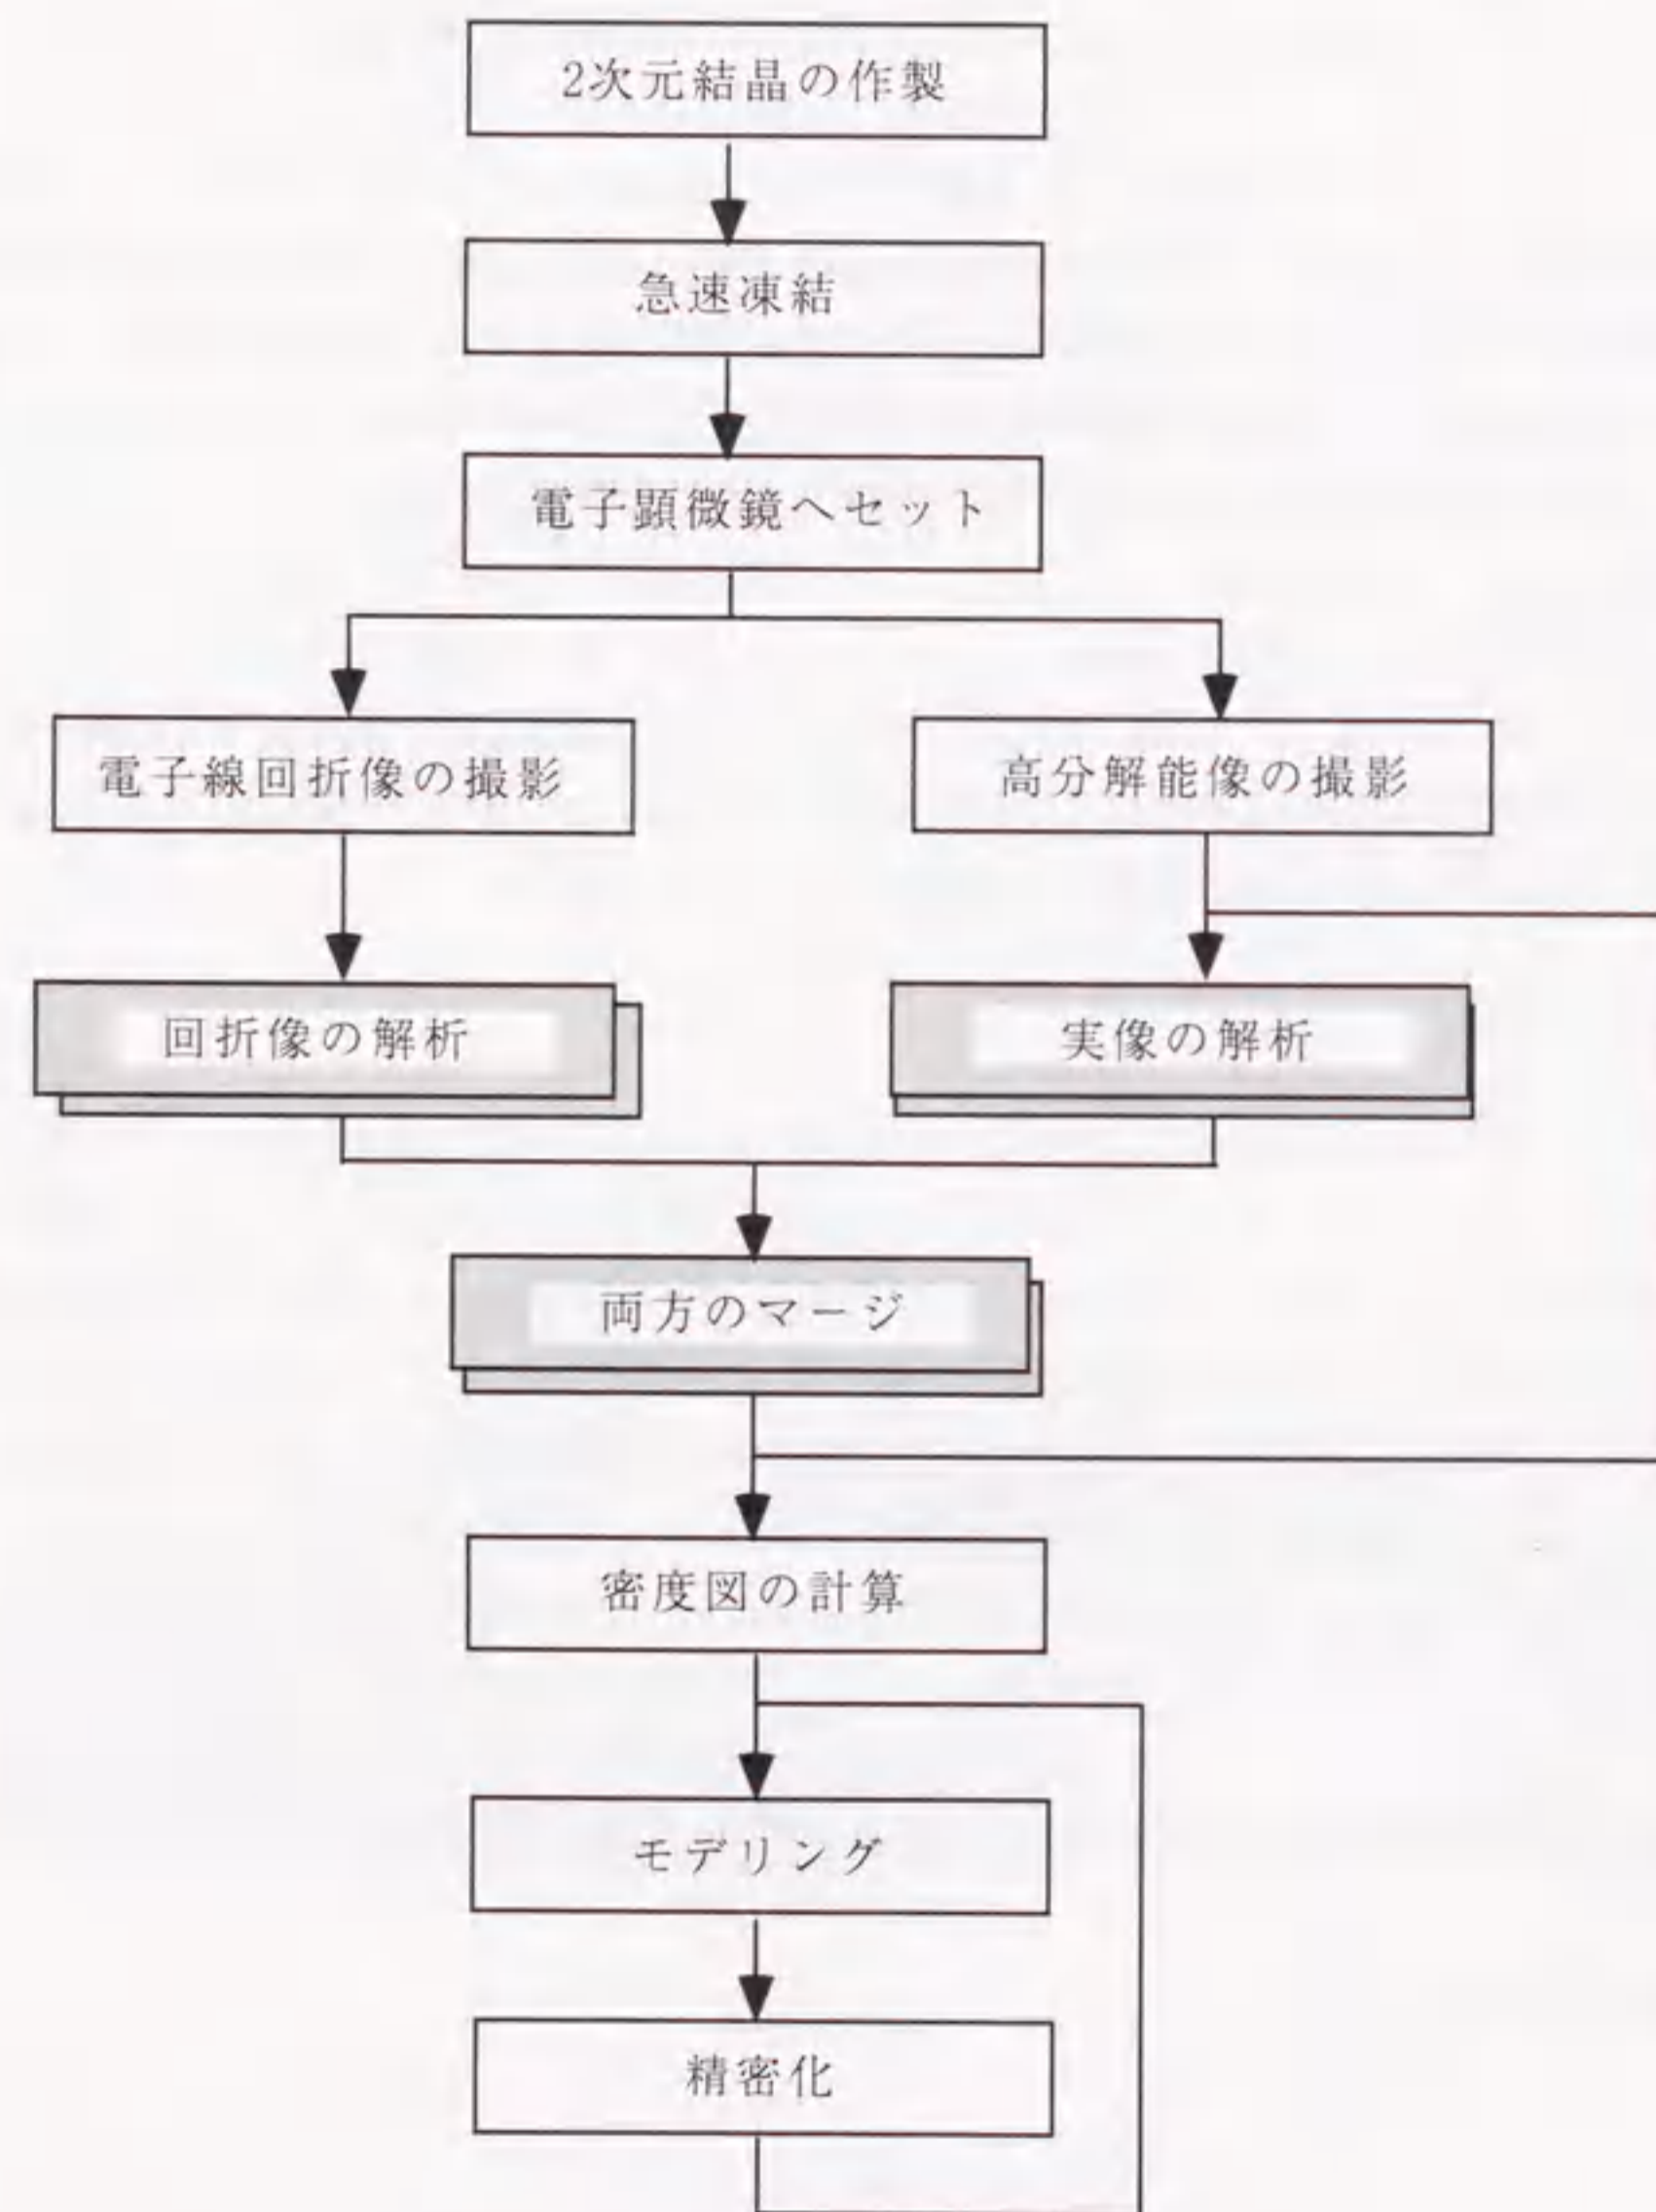 2次元結晶の作製
急速凍結
電子顕微鏡へセット
電子線回折像の撮影
高分解能像の撮影
回折像の解析
実像の解析
両方のマージ
密度図の計算
モデリング
精密化